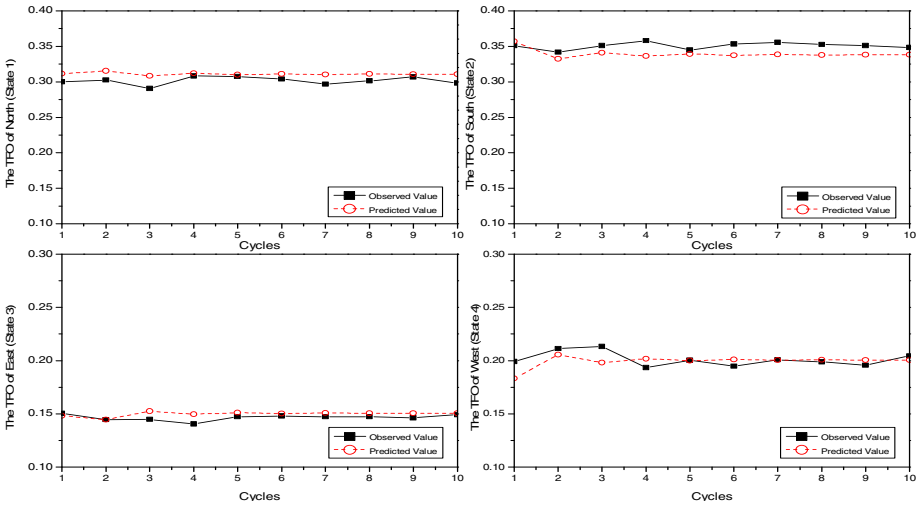 0.40
0.35
0.30
0.25
0.20
0.15
0.10
The TFO of North (State 1)
Observed Value
Predicted Value
1 2 3 4 5 6 7 8 9 10
Cycles
0.40
0.35
0.30
0.25
0.20
0.15
0.10
The TFO of South (State 2)
Observed Value
Predicted Value
1 2 3 4 5 6 7 8 9 10
Cycles
0.30
0.25
0.20
0.15
0.10
The TFO of East (State 3)
Observed Value
Predicted Value
1 2 3 4 5 6 7 8 9 10
Cycles
0.30
0.25
0.20
0.15
0.10
The TFO of West (State 4)
Observed Value
Predicted Value
1 2 3 4 5 6 7 8 9 10
Cycles